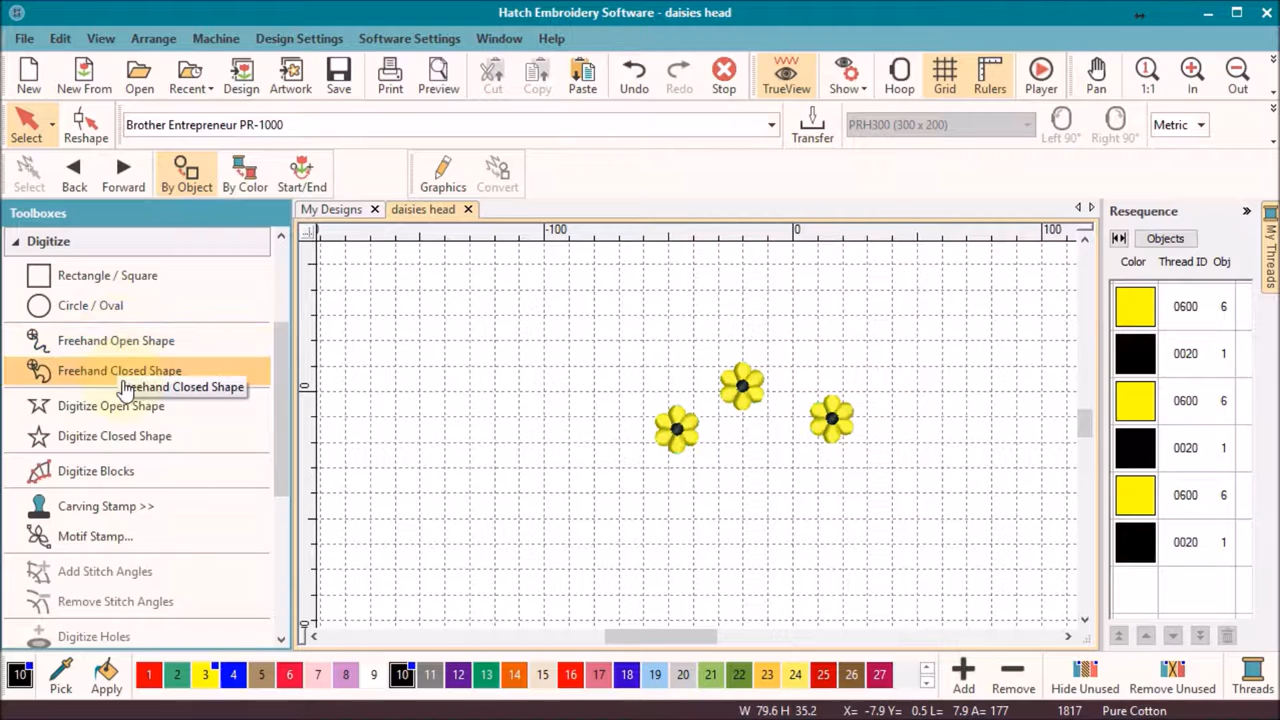 Hatch Embroidery Software - daisies head
File Edit View Arrange Machine Design Settings Software Settings Window Help
New New From Open Recent Design Artwork Save Print Preview Cut Copy Paste Undo Redo Stop TrueView Show Hoop Grid Rulers Player Pan 1:1 In Out
Select Reshape Brother Entrepreneur PR-1000 Transfer PRH300 (300 x 200) Left 90° Right 90° Metric
Select Back Forward By Object By Color Start/End Graphics Convert
Toolboxes
My Designs daisies head
Resequence
My Threads
Digitize
Rectangle / Square
Circle / Oval
Freehand Open Shape
Freehand Closed Shape
Freehand Closed Shape
Digitize Open Shape
Digitize Closed Shape
Digitize Blocks
Carving Stamp >>
Motif Stamp...
Add Stitch Angles
Remove Stitch Angles
Digitize Holes
-100 0 100
0
0
Objects
Color Thread ID Obj
0600 6
0020 1
0600 6
0020 1
0600 6
0020 1
10 Pick Apply 1 2 3 4 5 6 7 8 9 10 11 12 13 14 15 16 17 18 19 20 21 22 23 24 25 26 27 Add Remove Hide Unused Remove Unused Threads
W 79.6 H 35.2 X= -7.9 Y= 0.5 L= 7.9 A= 177 1817 Pure Cotton